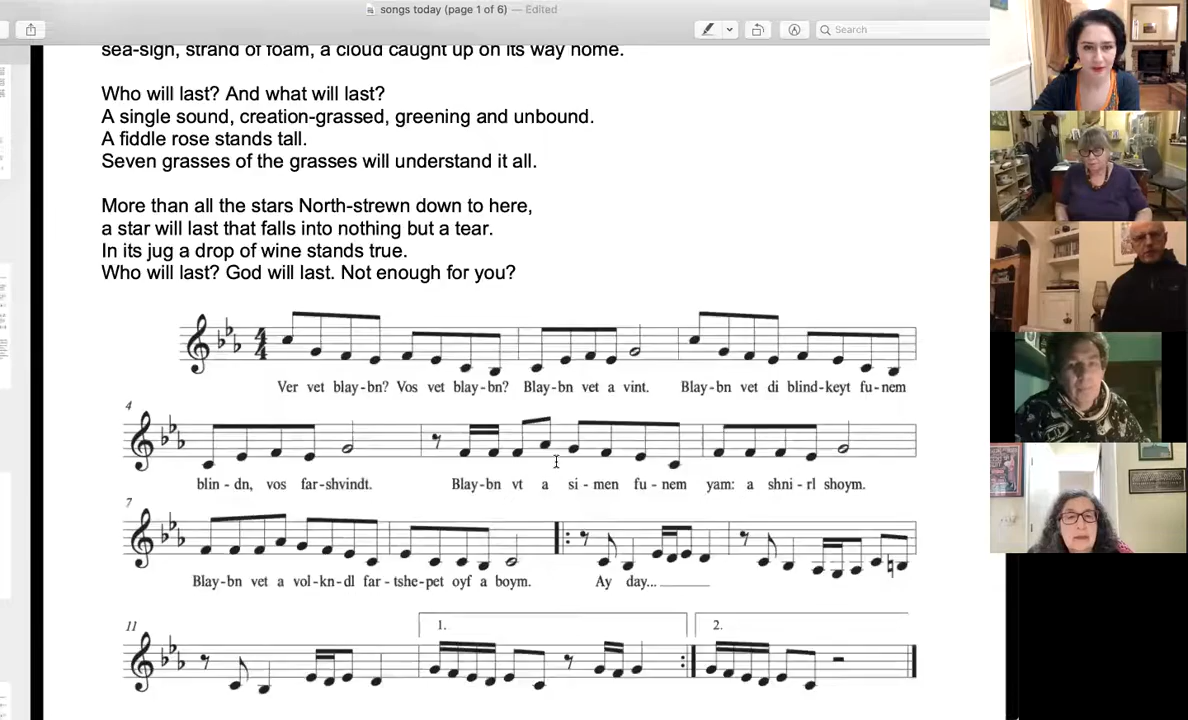 songs today (page 1 of 6) — Edited
Search
sea-sign, strand of foam, a cloud caught up on its way home.
Who will last? And what will last?
A single sound, creation-grassed, greening and unbound.
A fiddle rose stands tall.
Seven grasses of the grasses will understand it all.
More than all the stars North-strewn down to here,
a star will last that falls into nothing but a tear.
In its jug a drop of wine stands true.
Who will last? God will last. Not enough for you?
Ver vet blay-bn? Vos vet blay-bn? Blay-bn vet a vint. Blay-bn vet di blind-keyt fu-nem
4
blin - dn, vos far-shvindt. Blay-bn vt a si - men fu - nem yam: a shni - rl shoym.
7
Blay-bn vet a vol-kn-dl far - tshe-pet oyf a boym. Ay day...
11
1. 2.